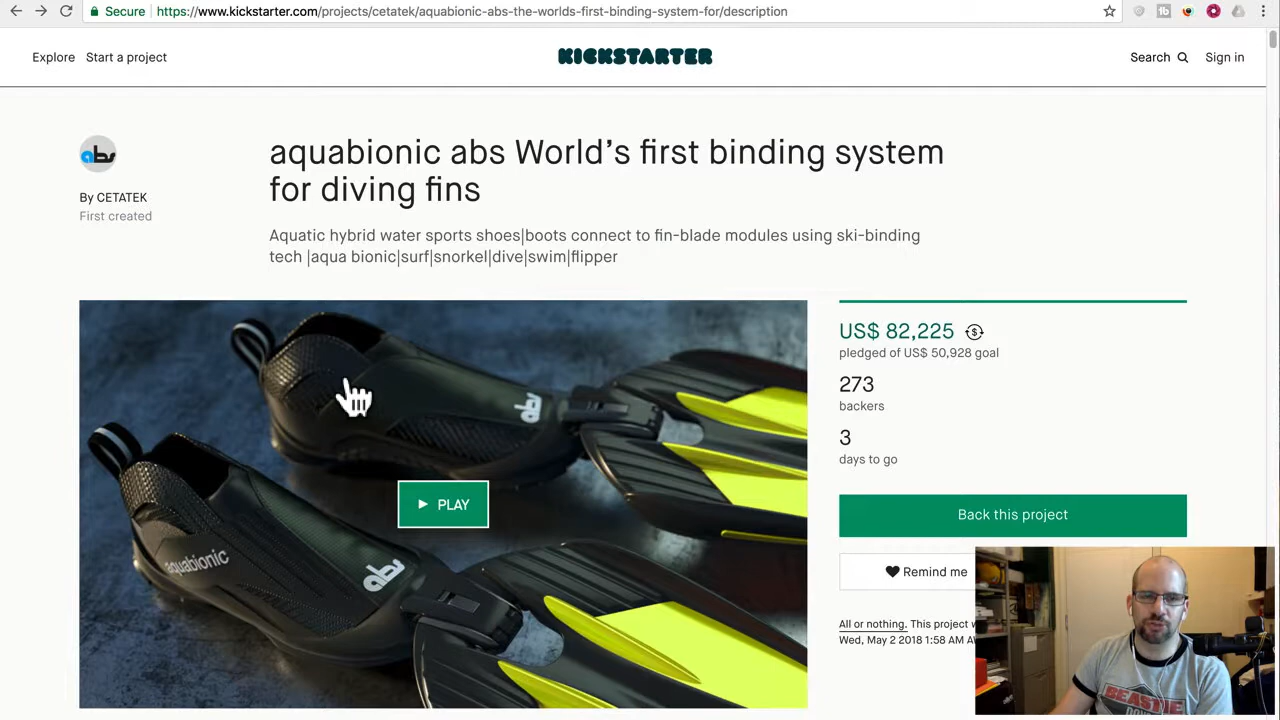 Secure https://www.kickstarter.com/projects/cetatek/aquabionic-abs-the-worlds-first-binding-system-for/description
Explore Start a project
KICKSTARTER
Search Sign in
abs
By CETATEK
First created
aquabionic abs World's first binding system
for diving fins
Aquatic hybrid water sports shoes|boots connect to fin-blade modules using ski-binding
tech |aqua bionic|surf|snorkel|dive|swim|flipper
abs
aquabionic
abs
PLAY
US$ 82,225
pledged of US$ 50,928 goal
273
backers
3
days to go
Back this project
Remind me
All or nothing. This project
Wed, May 2 2018 1:58 AM
BEASTIE